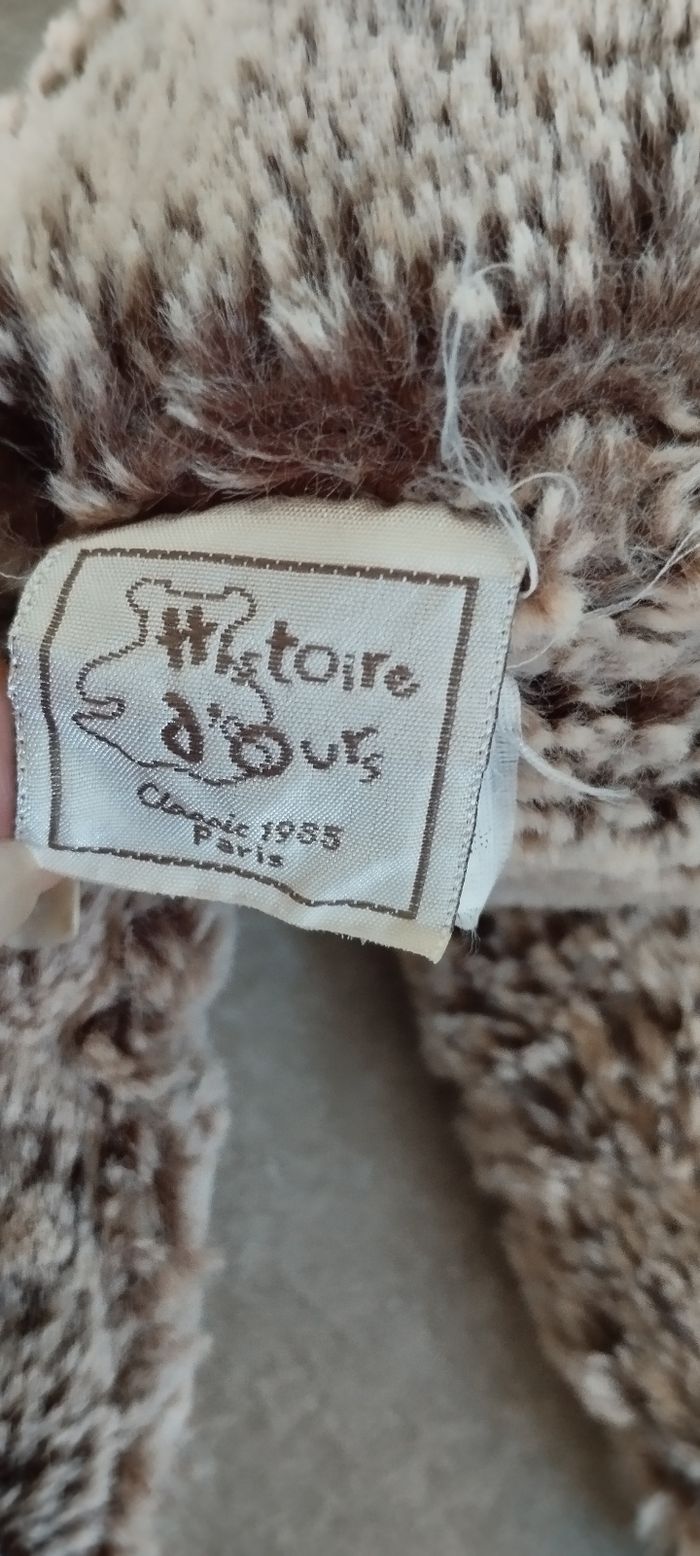 Histoire
d'Ours
Classic 1985
Paris